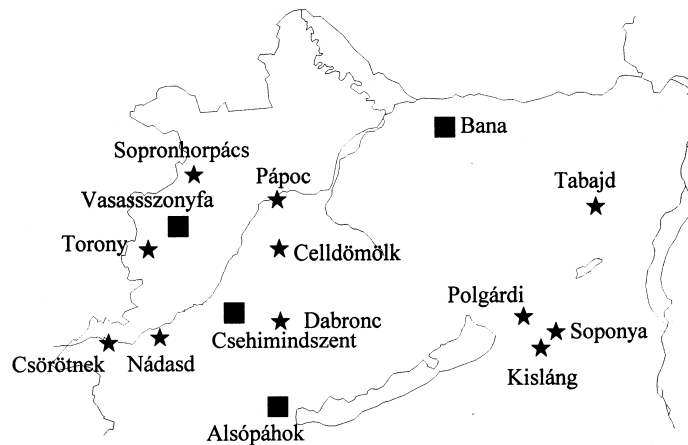 Bana
Sopronhorpács
Pápoc
Tabajd
Vasassszonyfa
Torony
Celldömölk
Polgárdi
Dabronc
Soponya
Csehimindszent
Csörötnek
Nádasd
Kisláng
Alsópáhok